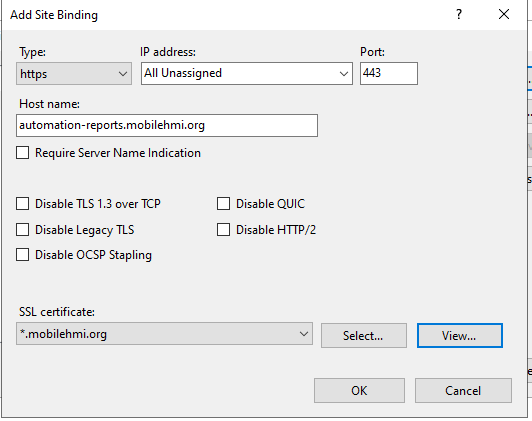 Add Site Binding
?
Type: IP address: Port:
https All Unassigned 443
Host name:
automation-reports.mobilehmi.org
Require Server Name Indication
Disable TLS 1.3 over TCP Disable QUIC
Disable Legacy TLS Disable HTTP/2
Disable OCSP Stapling
SSL certificate:
*.mobilehmi.org Select... View...
OK Cancel